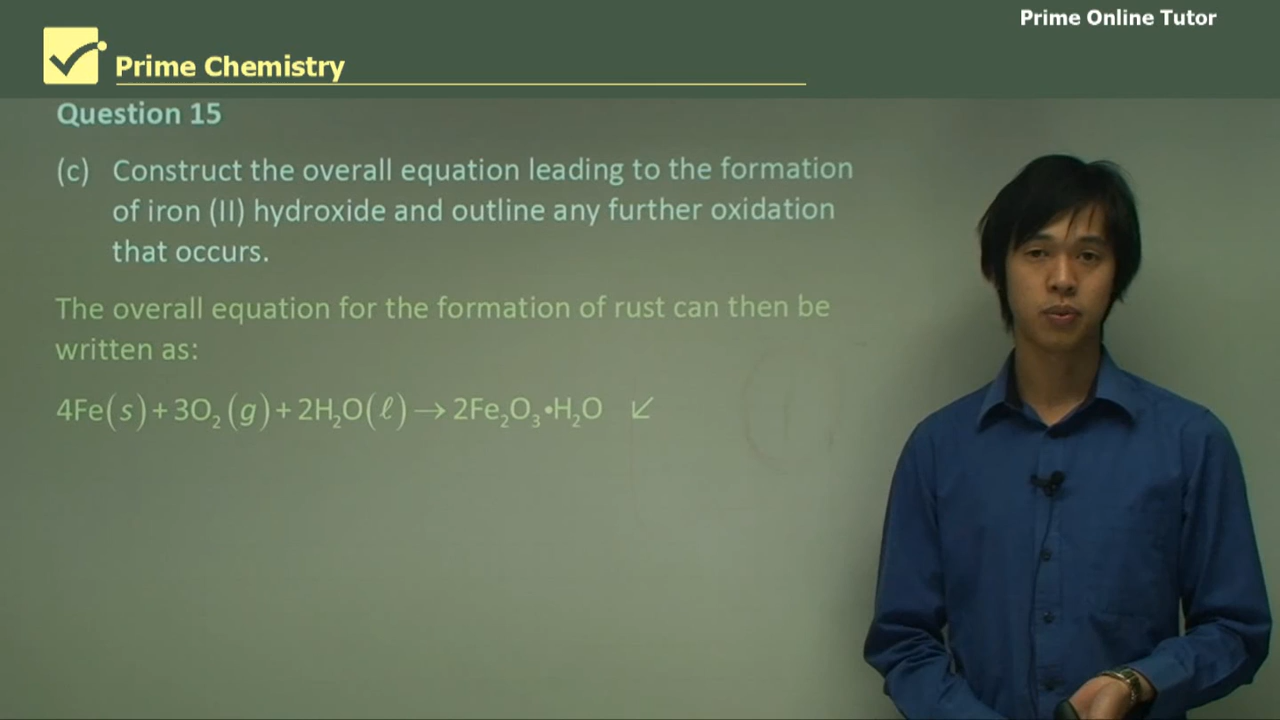 Prime Online Tutor
Prime Chemistry
Question 15
(c) Construct the overall equation leading to the formation
of iron (II) hydroxide and outline any further oxidation
that occurs.
The overall equation for the formation of rust can then be
written as:
4Fe(s) + 3O₂(g) + 2H₂O(ℓ) → 2Fe₂O₃•H₂O ↙